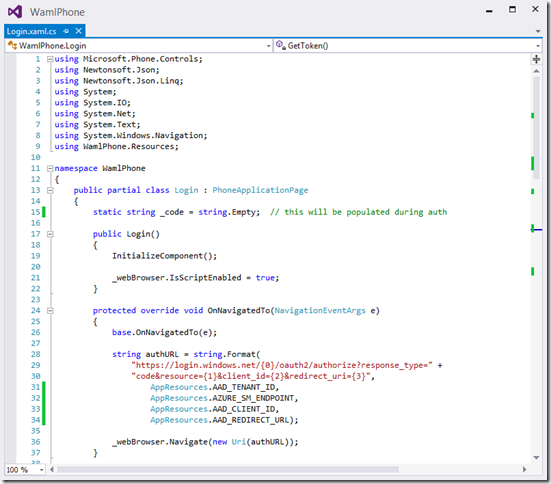 WamlPhone
Login.xaml.cs
WamlPhone.Login GetToken()
1 using Microsoft.Phone.Controls;
2 using Newtonsoft.Json;
3 using Newtonsoft.Json.Linq;
4 using System;
5 using System.IO;
6 using System.Net;
7 using System.Text;
8 using System.Windows.Navigation;
9 using WamlPhone.Resources;
10
11 namespace WamlPhone
12 {
13 public partial class Login : PhoneApplicationPage
14 {
15 static string _code = string.Empty; // this will be populated during auth
16
17 public Login()
18 {
19 InitializeComponent();
20
21 _webBrowser.IsScriptEnabled = true;
22 }
23
24 protected override void OnNavigatedTo(NavigationEventArgs e)
25 {
26 base.OnNavigatedTo(e);
27
28 string authURL = string.Format(
29 "https://login.windows.net/{0}/oauth2/authorize?response_type=" +
30 "code&resource={1}&client_id={2}&redirect_uri={3}",
31 AppResources.AAD_TENANT_ID,
32 AppResources.AZURE_SM_ENDPOINT,
33 AppResources.AAD_CLIENT_ID,
34 AppResources.AAD_REDIRECT_URL);
35
36 _webBrowser.Navigate(new Uri(authURL));
37 }
38
100 %